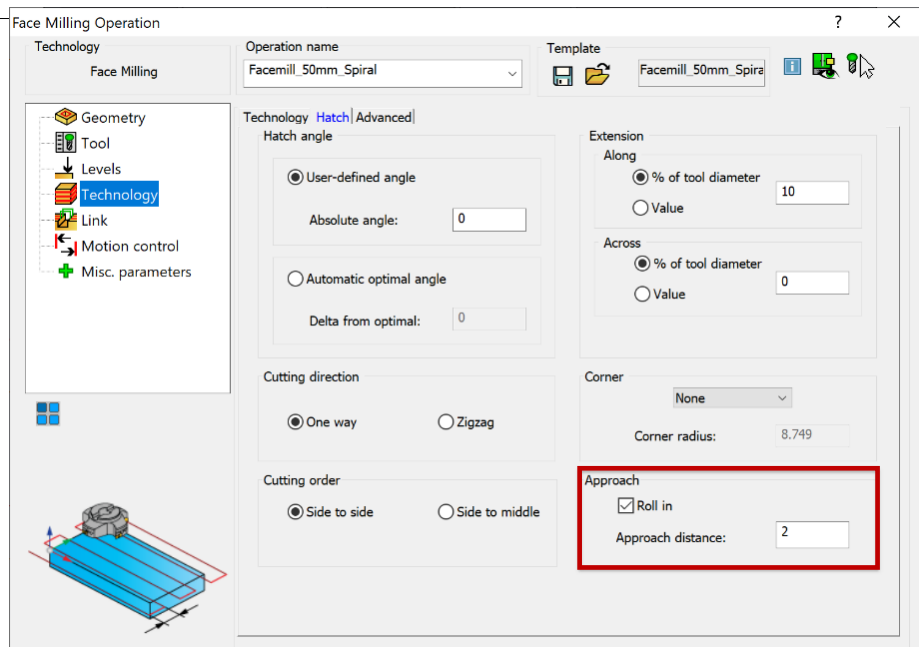 Face Milling Operation
?
Technology
Face Milling
Operation name
Facemill_50mm_Spiral
Template
Facemill_50mm_Spira
Geometry
Tool
Levels
Technology
Link
Motion control
Misc. parameters
Technology Hatch Advanced
Hatch angle
User-defined angle
Absolute angle: 0
Automatic optimal angle
Delta from optimal: 0
Extension
Along
% of tool diameter
10
Value
Across
% of tool diameter
0
Value
Cutting direction
One way Zigzag
Corner
None
Corner radius: 8.749
Cutting order
Side to side Side to middle
Approach
Roll in
Approach distance: 2